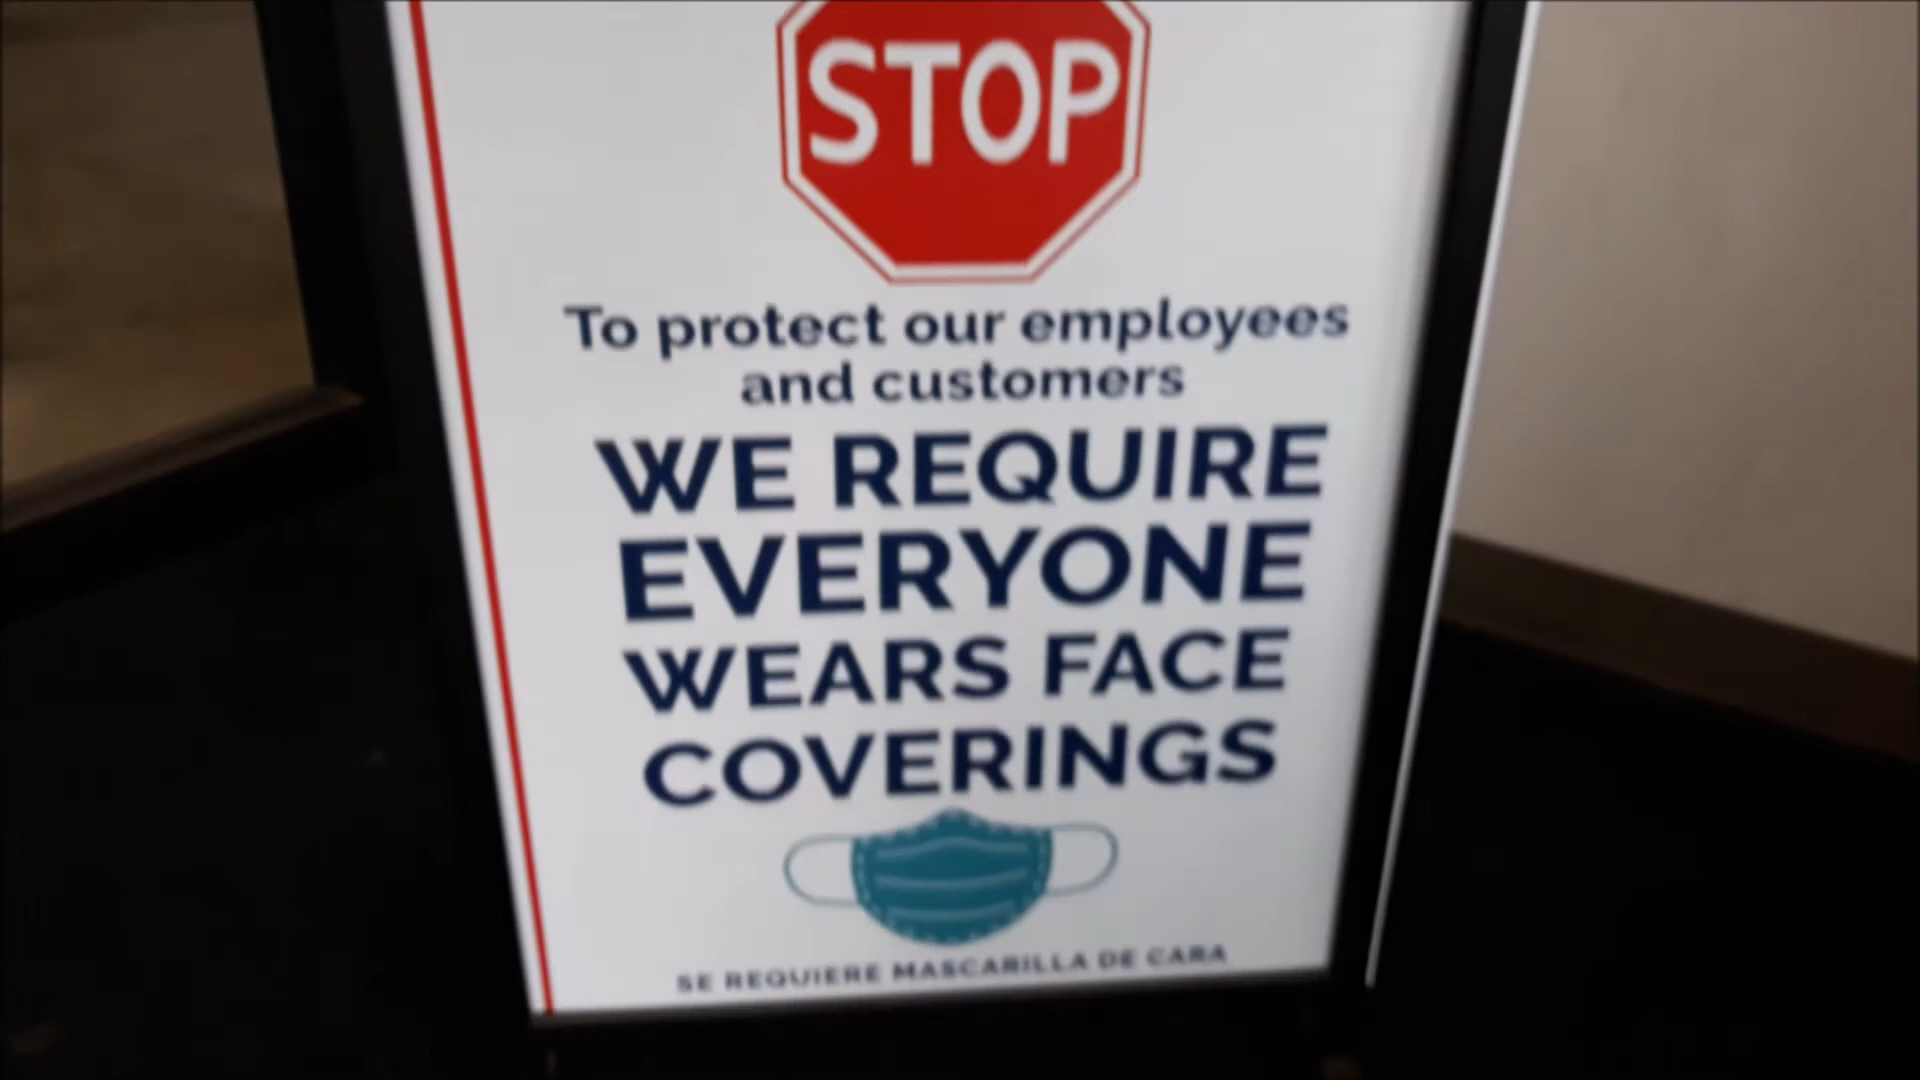 STOP
To protect our employees
and customers
WE REQUIRE
EVERYONE
WEARS FACE
COVERINGS
SE REQUIERE MASCARILLA DE CARA